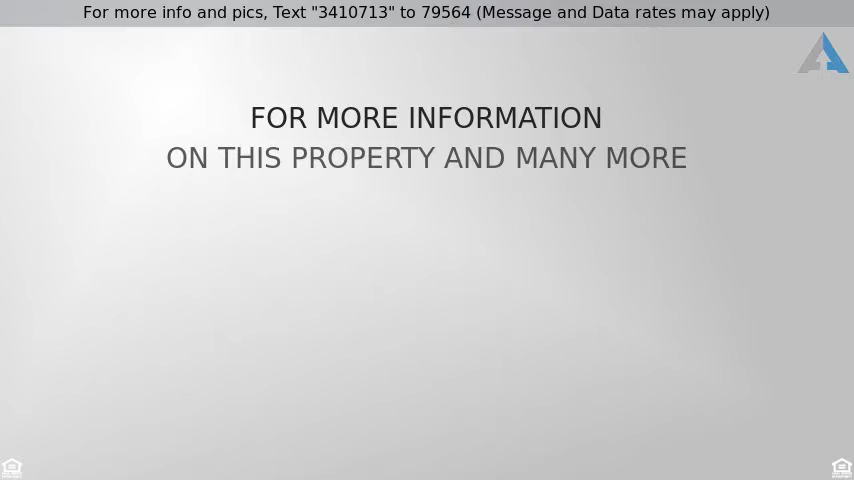 For more info and pics, Text "3410713" to 79564 (Message and Data rates may apply)
FOR MORE INFORMATION
ON THIS PROPERTY AND MANY MORE